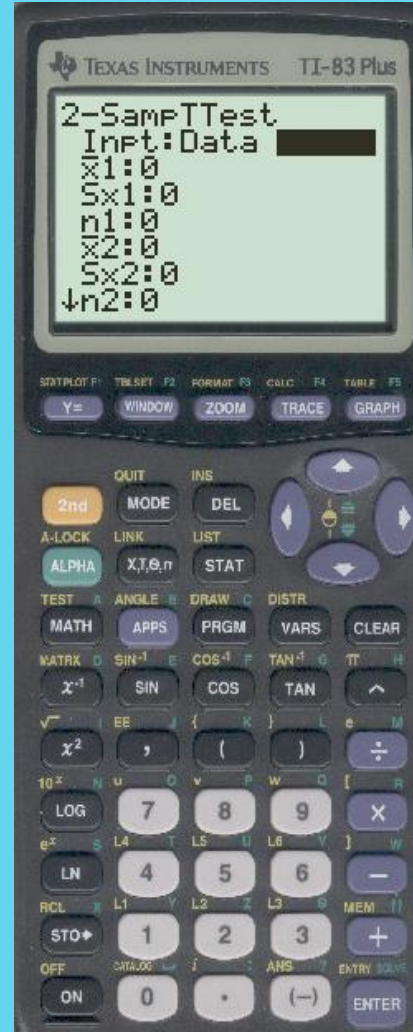 TEXAS INSTRUMENTS TI-83 Plus
2-SampTTest
Inpt:Data
x̄1:0
Sx1:0
n1:0
x̄2:0
Sx2:0
↓n2:0
STAT PLOT F1 TBLSET F2 FORMAT F3 CALC F4 TABLE F5
Y= WINDOW ZOOM TRACE GRAPH
QUIT INS
2nd MODE DEL
A-LOCK LINK LIST
ALPHA X,T,Θ,n STAT
TEST A ANGLE B DRAW C DISTR
MATH APPS PRGM VARS CLEAR
MATRX D SIN⁻¹ E COS⁻¹ F TAN⁻¹ G π H
x⁻¹ SIN COS TAN ^
√ I EE J { K } L e M
x² , ( ) ÷
10ˣ N u O v P w Q [ R
LOG 7 8 9 ×
eˣ S L4 T L5 U L6 V ] W
LN 4 5 6 −
RCL X L1 Y L2 Z L3 θ MEM "
STO▸ 1 2 3 +
OFF CATALOG i : ANS ? ENTRY SOLVE
ON 0 . (−) ENTER